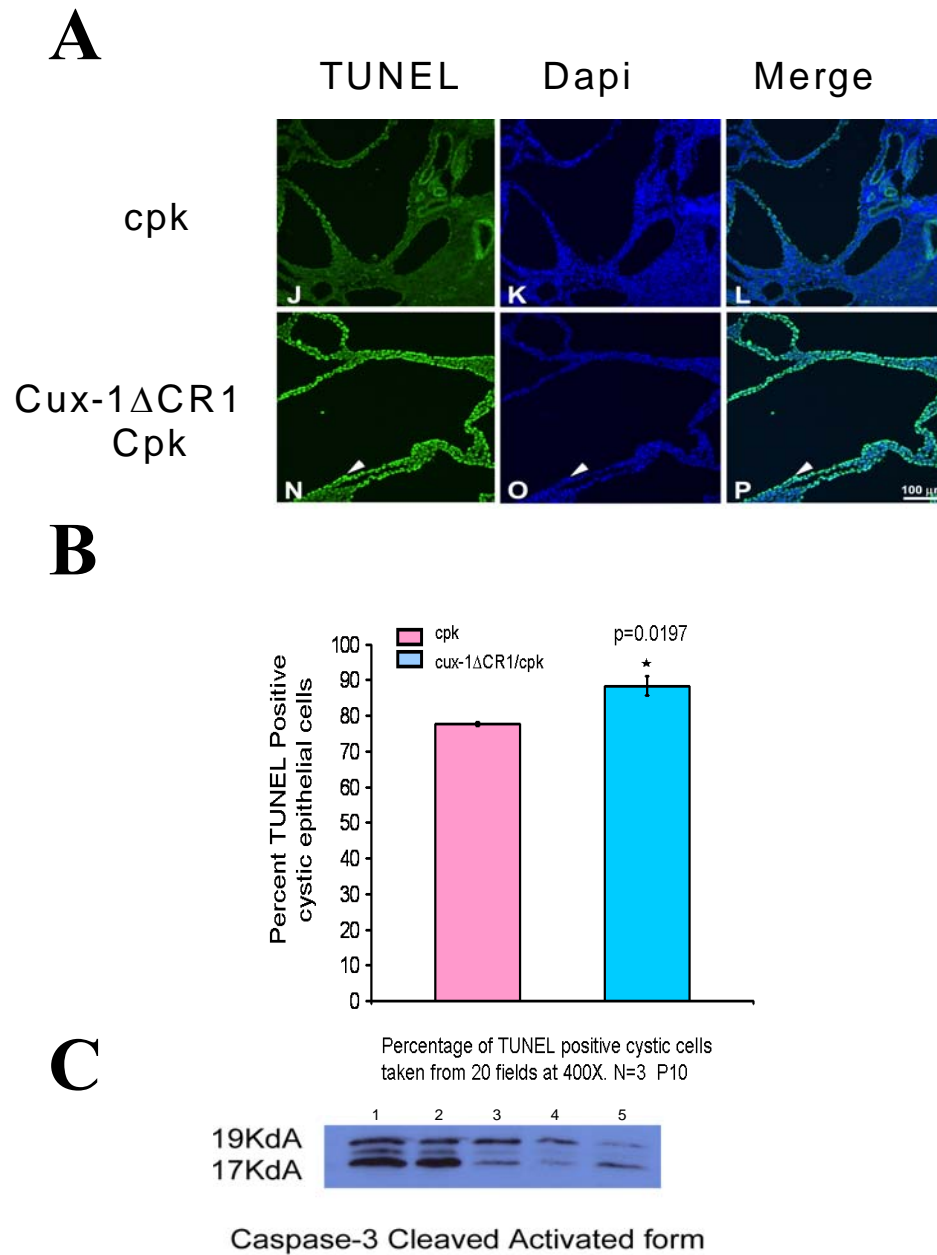 A
TUNEL Dapi Merge
cpk
J K L
Cux-1ΔCR1
Cpk
N O P
100 µm
B
cpk
cux-1ΔCR1/cpk
p=0.0197
★
100
90
80
70
60
50
40
30
20
10
0
Percent TUNEL Positive
cystic epithelial cells
Percentage of TUNEL positive cystic cells
taken from 20 fields at 400X. N=3 P10
C
1 2 3 4 5
19KdA
17KdA
Caspase-3 Cleaved Activated form